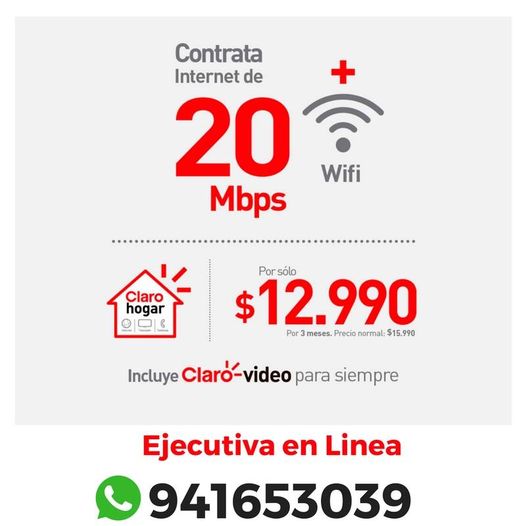 Contrata
Internet de
20
Mbps
+
Wifi
Claro
hogar
Por sólo
$12.990
Por 3 meses. Precio normal: $15.990
Incluye Claro-video para siempre
Ejecutiva en Linea
941653039